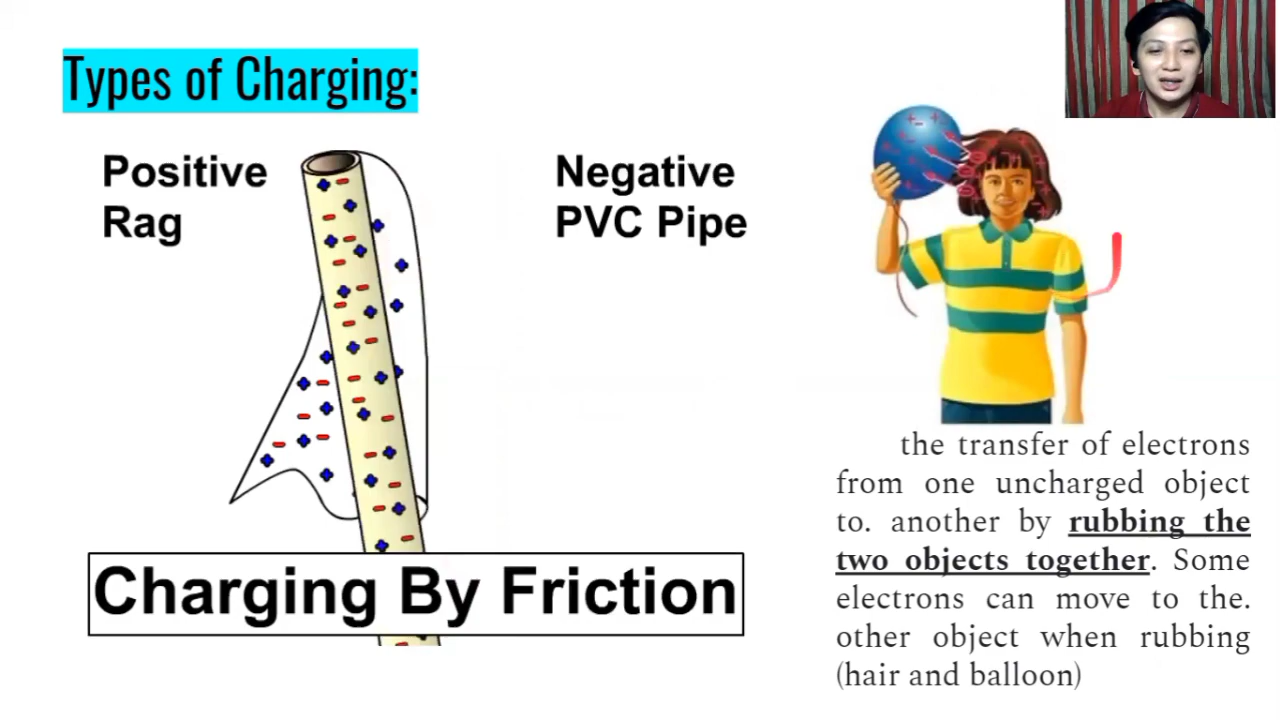 Types of Charging:
Positive
Rag
Negative
PVC Pipe
Charging By Friction
the transfer of electrons
from one uncharged object
to. another by rubbing the
two objects together. Some
electrons can move to the.
other object when rubbing
(hair and balloon)